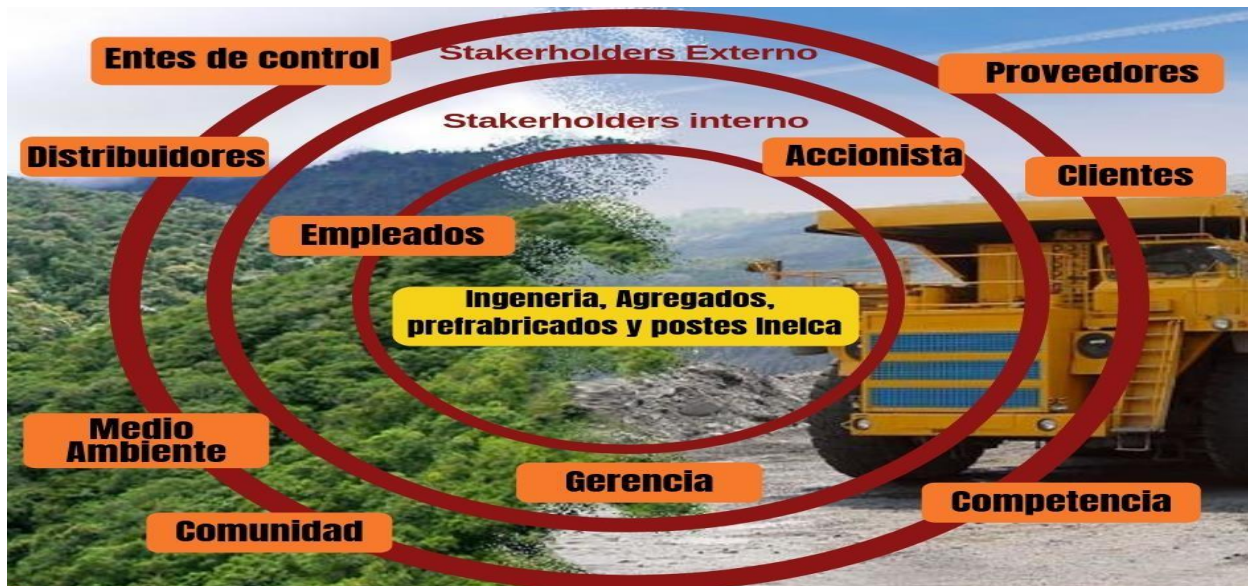 Entes de control
Stakerholders Externo
Proveedores
Stakerholders interno
Distribuidores
Accionista
Clientes
Empleados
Ingeneria, Agregados,
prefrabricados y postes Inelca
Medio
Ambiente
Gerencia
Competencia
Comunidad